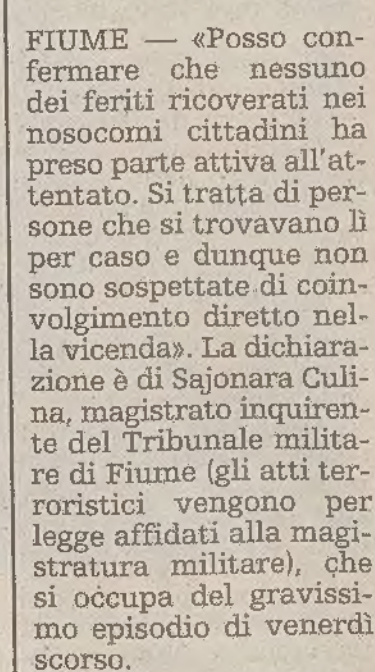 FIUME — «Posso con-
fermare che nessuno
dei feriti ricoverati nei
nosocomi cittadini ha
preso parte attiva all'at-
tentato. Si tratta di per-
sone che si trovavano lì
per caso e dunque non
sono sospettate di coin-
volgimento diretto nel-
la vicenda». La dichiara-
zione è di Sajonara Culi-
na, magistrato inquiren-
te del Tribunale milita-
re di Fiume (gli atti ter-
roristici vengono per
legge affidati alla magi-
stratura militare), che
si occupa del gravissi-
mo episodio di venerdì
scorso.